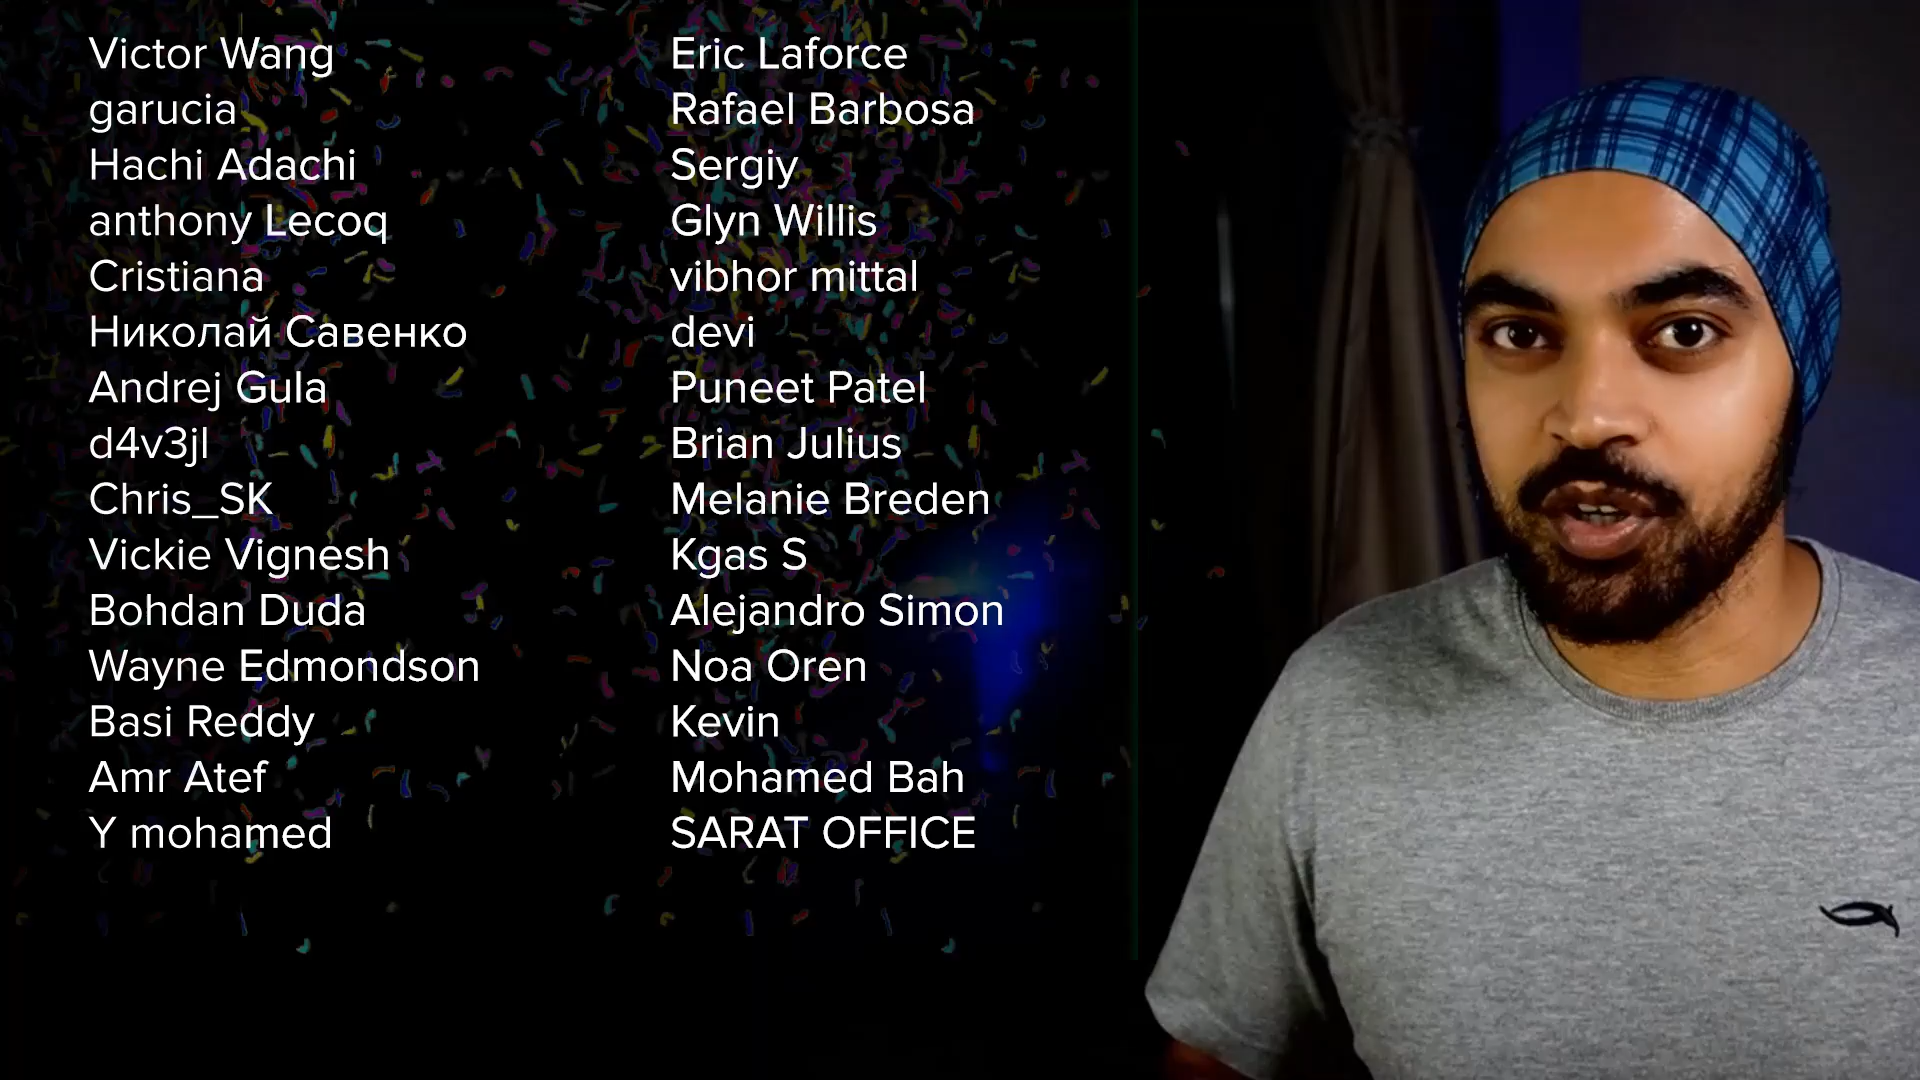 Victor Wang
garucia
Hachi Adachi
anthony Lecoq
Cristiana
Николай Савенко
Andrej Gula
d4v3jl
Chris_SK
Vickie Vignesh
Bohdan Duda
Wayne Edmondson
Basi Reddy
Amr Atef
Y mohamed
Eric Laforce
Rafael Barbosa
Sergiy
Glyn Willis
vibhor mittal
devi
Puneet Patel
Brian Julius
Melanie Breden
Kgas S
Alejandro Simon
Noa Oren
Kevin
Mohamed Bah
SARAT OFFICE